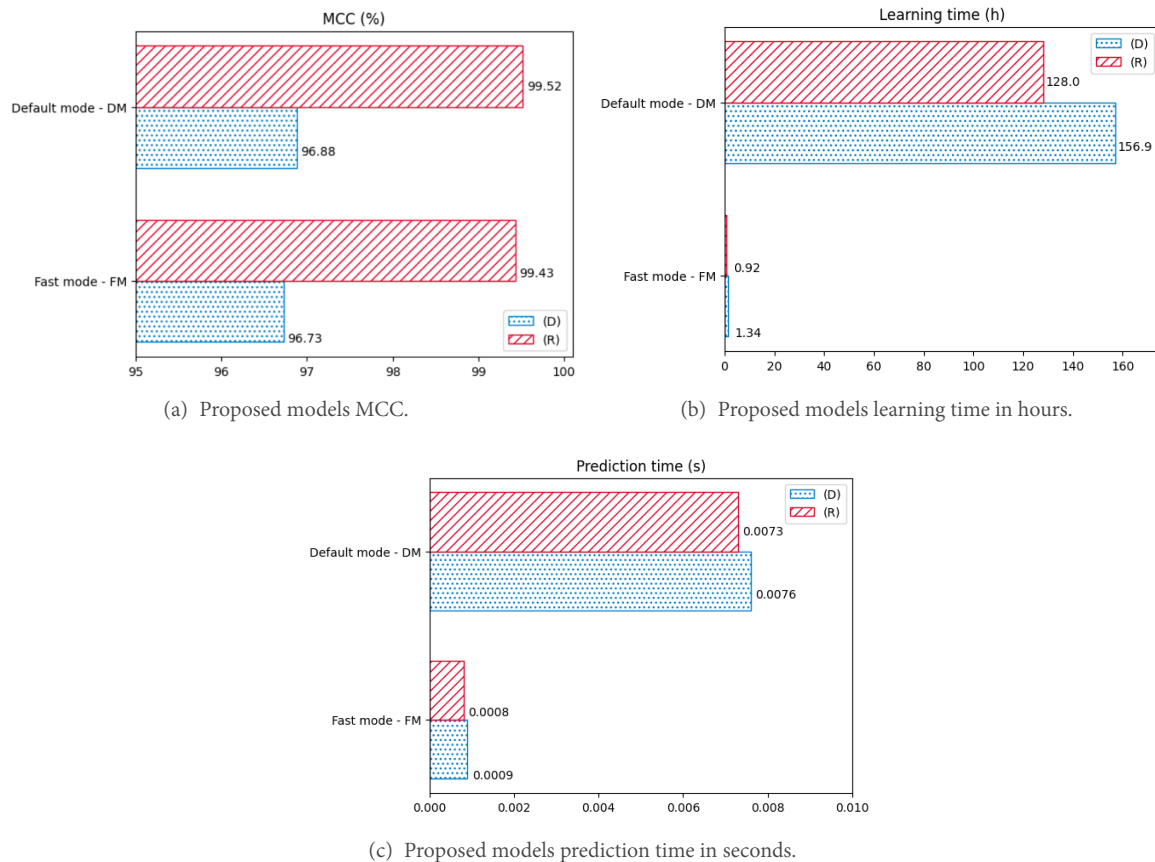 MCC (%)
Default mode - DM
Fast mode - FM
99.52
96.88
99.43
96.73
(D)
(R)
95 96 97 98 99 100
(a) Proposed models MCC.
Learning time (h)
(D)
(R)
Default mode - DM
Fast mode - FM
128.0
156.9
0.92
1.34
0 20 40 60 80 100 120 140 160
(b) Proposed models learning time in hours.
Prediction time (s)
(D)
(R)
Default mode - DM
Fast mode - FM
0.0073
0.0076
0.0008
0.0009
0.000 0.002 0.004 0.006 0.008 0.010
(c) Proposed models prediction time in seconds.